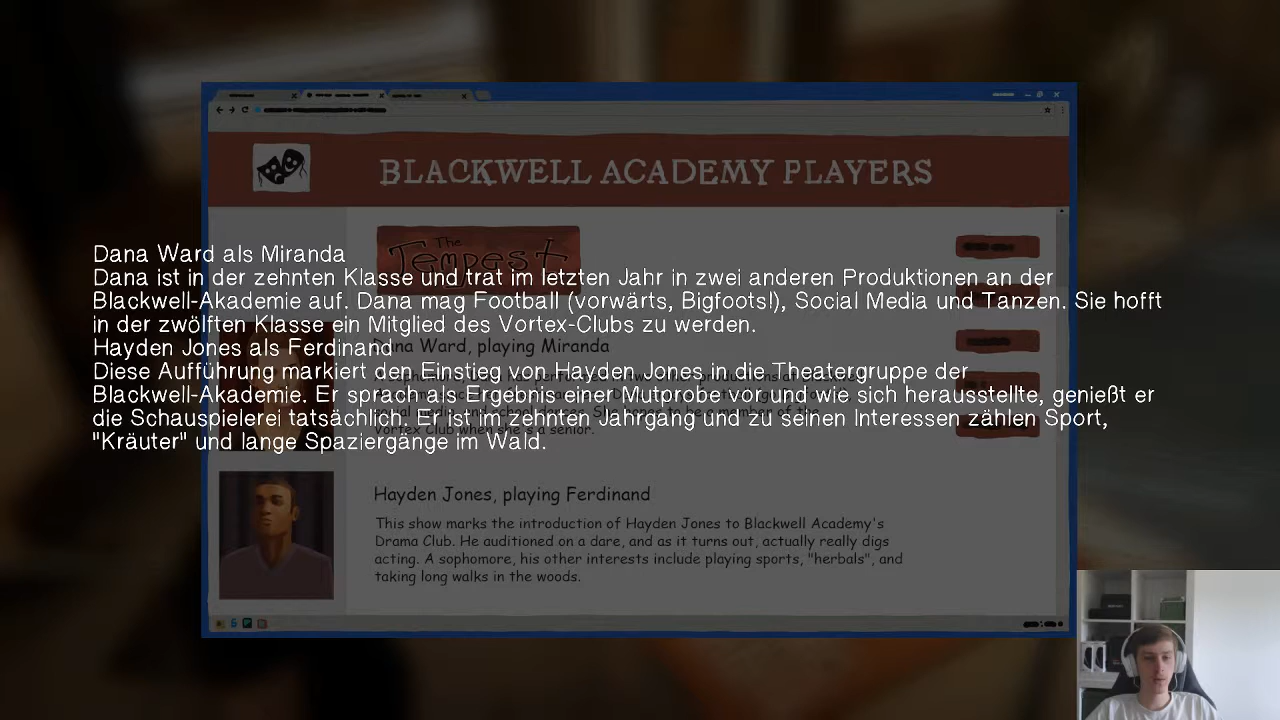 BLACKWELL ACADEMY PLAYERS
The
Tempest
Dana Ward als Miranda
Dana ist in der zehnten Klasse und trat im letzten Jahr in zwei anderen Produktionen an der
Blackwell-Akademie auf. Dana mag Football (vorwärts, Bigfoots!), Social Media und Tanzen. Sie hofft
in der zwölften Klasse ein Mitglied des Vortex-Clubs zu werden.
Hayden Jones als Ferdinand
Diese Aufführung markiert den Einstieg von Hayden Jones in die Theatergruppe der
Blackwell-Akademie. Er sprach als Ergebnis einer Mutprobe vor und wie sich herausstellte, genießt er
die Schauspielerei tatsächlich. Er ist im zehnten Jahrgang und zu seinen Interessen zählen Sport,
"Kräuter" und lange Spaziergänge im Wald.
Dana Ward, playing Miranda
Vortex Club when she's a senior.
Hayden Jones, playing Ferdinand
This show marks the introduction of Hayden Jones to Blackwell Academy's
Drama Club. He auditioned on a dare, and as it turns out, actually really digs
acting. A sophomore, his other interests include playing sports, "herbals", and
taking long walks in the woods.